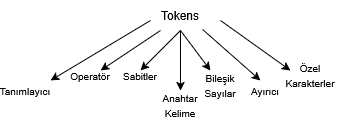 Tokens
Tanımlayıcı
Operatör
Sabitler
Anahtar
Kelime
Bileşik
Sayılar
Ayırıcı
Özel
Karakterler